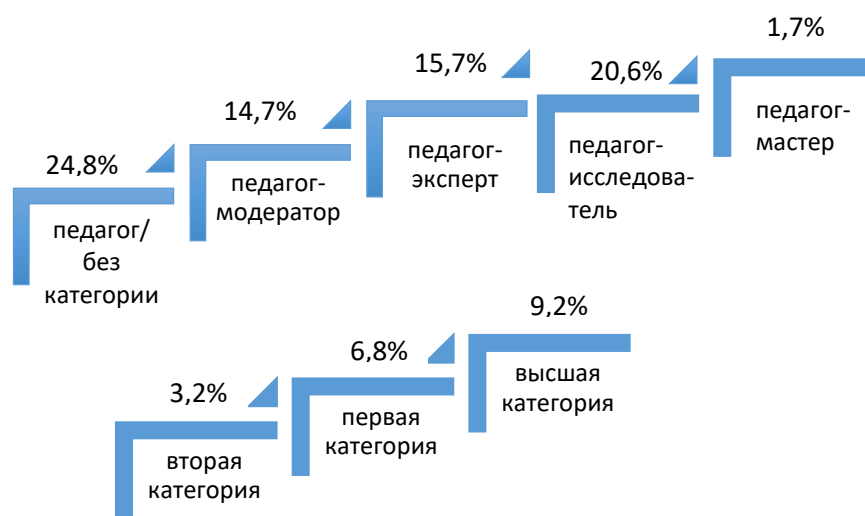 24,8%
педагог/
без
категории
14,7%
педагог-
модератор
15,7%
педагог-
эксперт
20,6%
педагог-
исследова-
тель
1,7%
педагог-
мастер
3,2%
вторая
категория
6,8%
первая
категория
9,2%
высшая
категория